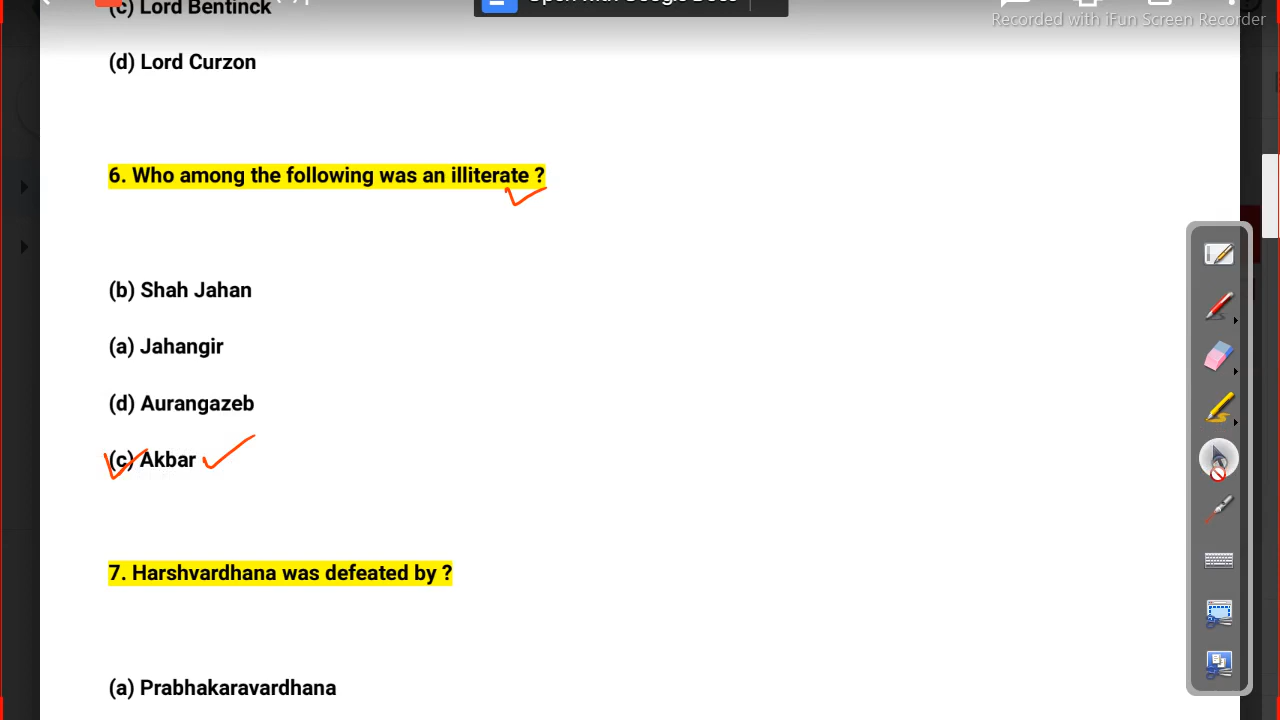 (c) Lord Bentinck
Recorded with iFun Screen Recorder
(d) Lord Curzon
6. Who among the following was an illiterate ?
(b) Shah Jahan
(a) Jahangir
(d) Aurangazeb
(c) Akbar
7. Harshvardhana was defeated by ?
(a) Prabhakaravardhana